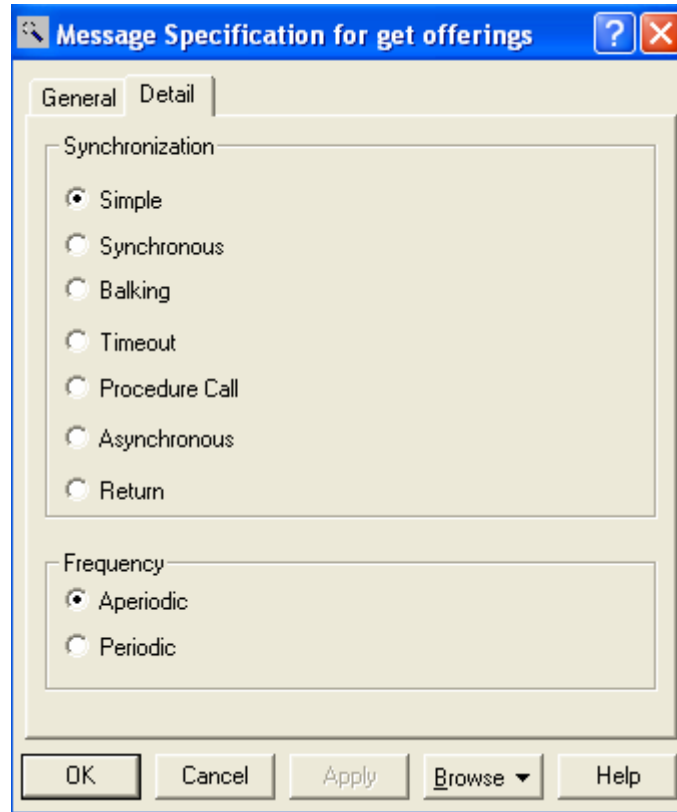 Message Specification for get offerings
General Detail
Synchronization
Simple
Synchronous
Balking
Timeout
Procedure Call
Asynchronous
Return
Frequency
Aperiodic
Periodic
OK Cancel Apply Browse Help